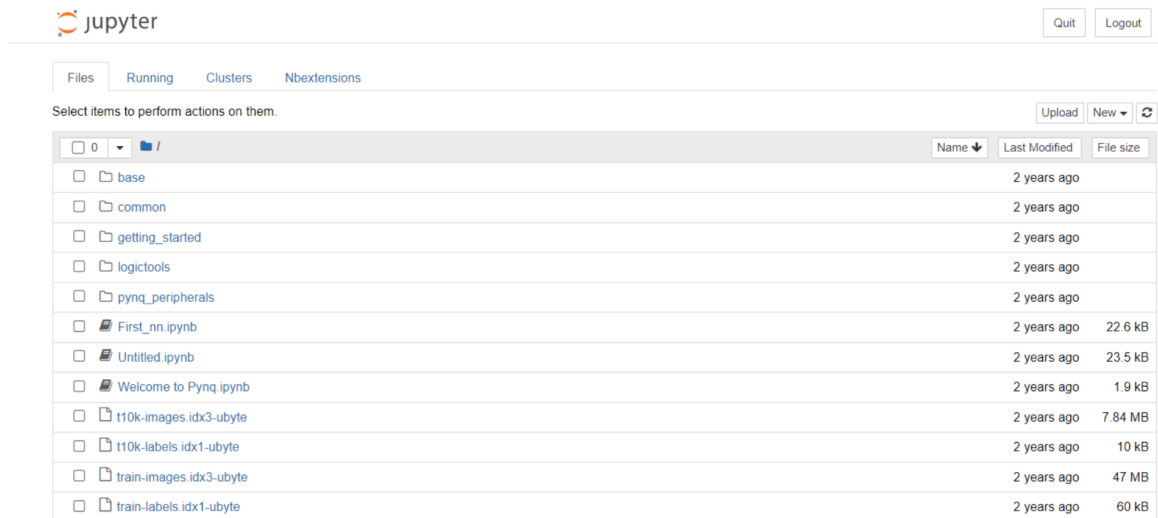 jupyter Quit Logout
Files Running Clusters Nbextensions
Select items to perform actions on them. Upload New
0 / Name Last Modified File size
base 2 years ago
common 2 years ago
getting_started 2 years ago
logictools 2 years ago
pynq_peripherals 2 years ago
First_nn.ipynb 2 years ago 22.6 kB
Untitled.ipynb 2 years ago 23.5 kB
Welcome to Pynq.ipynb 2 years ago 1.9 kB
t10k-images.idx3-ubyte 2 years ago 7.84 MB
t10k-labels.idx1-ubyte 2 years ago 10 kB
train-images.idx3-ubyte 2 years ago 47 MB
train-labels.idx1-ubyte 2 years ago 60 kB